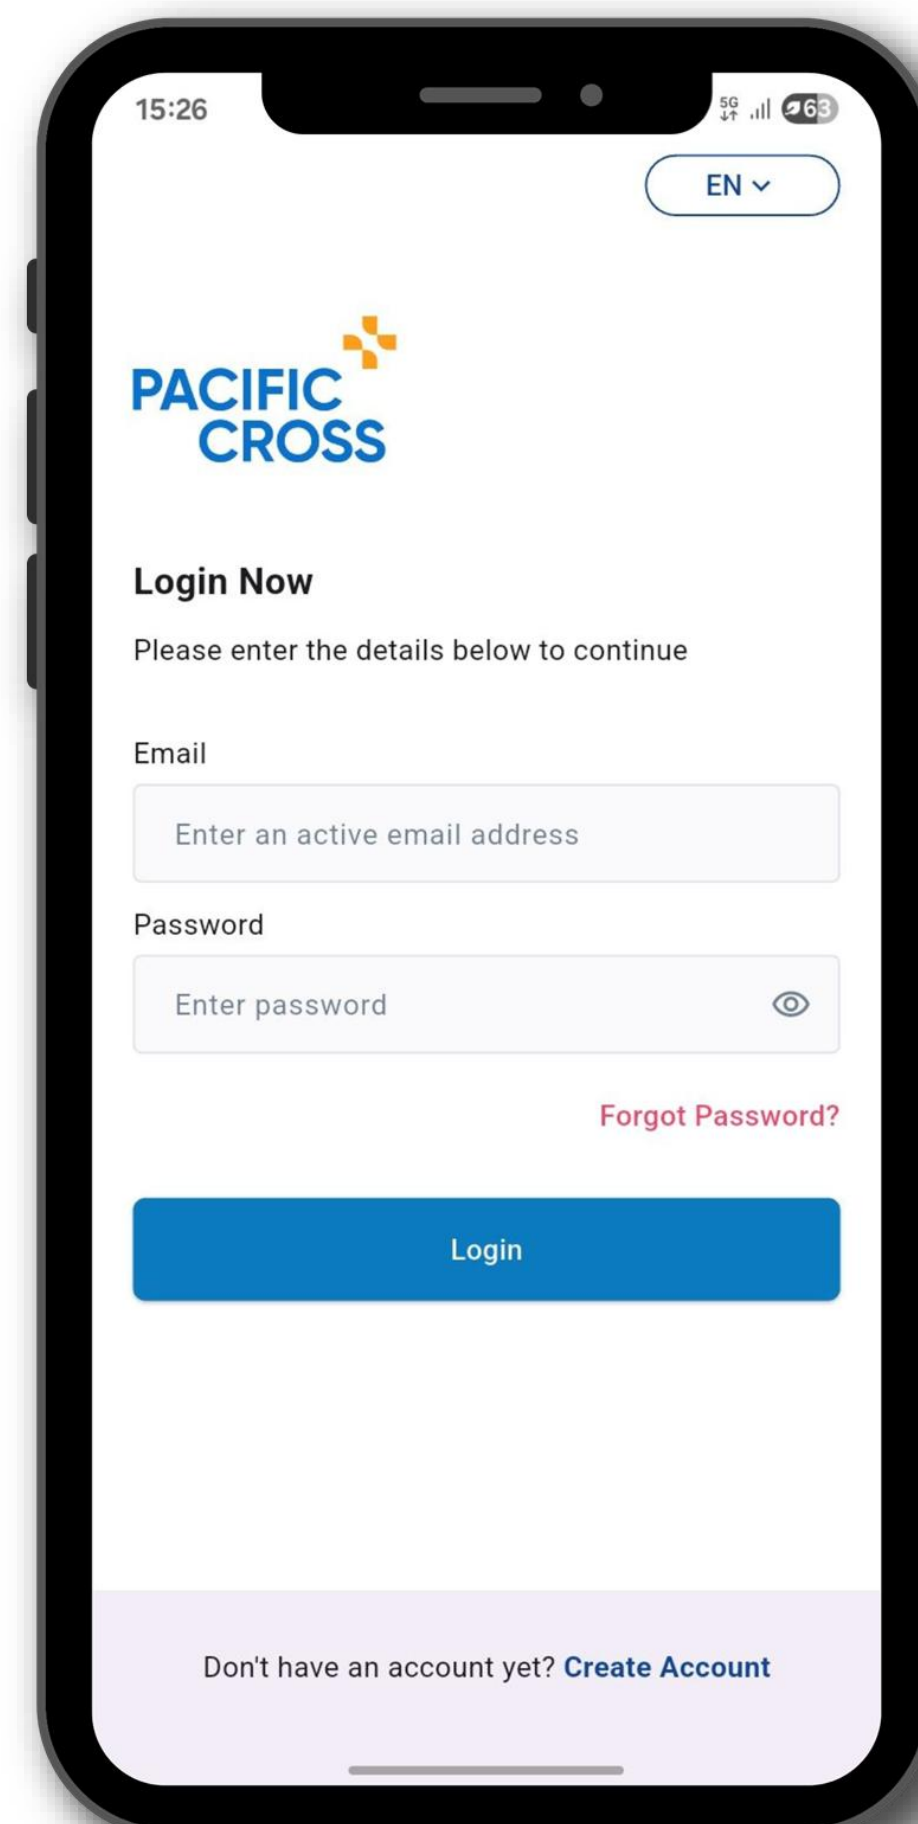 15:26
5G
63
EN
PACIFIC
CROSS
Login Now
Please enter the details below to continue
Email
Enter an active email address
Password
Enter password
Forgot Password?
Login
Don't have an account yet? Create Account